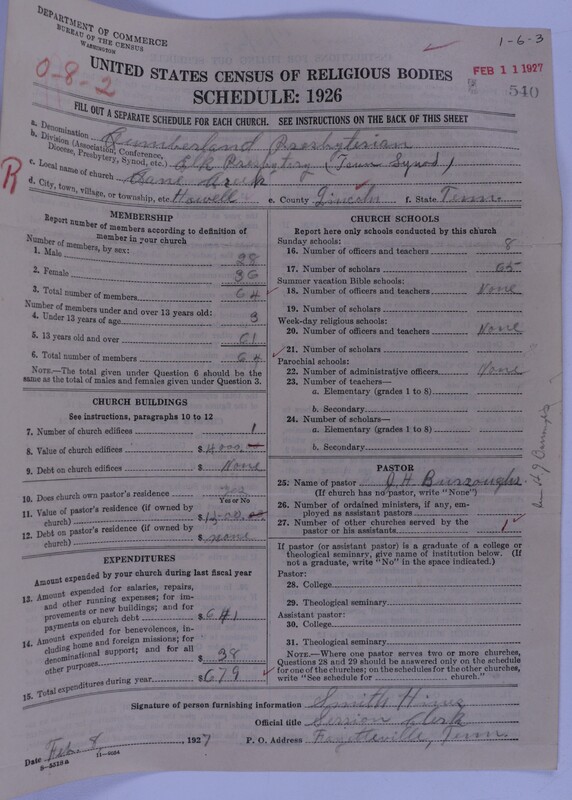 DEPARTMENT OF COMMERCE
BUREAU OF THE CENSUS
WASHINGTON
1-6-3
0-8-2
FEB 11 1927
540
UNITED STATES CENSUS OF RELIGIOUS BODIES
SCHEDULE: 1926
FILL OUT A SEPARATE SCHEDULE FOR EACH CHURCH. SEE INSTRUCTIONS ON THE BACK OF THIS SHEET
a. Denomination Cumberland Presbyterian
b. Division (Association, Conference, Diocese, Presbytery, Synod, etc.) Elk Presbytery (Tenn Synod)
R
c. Local name of church Cane Creek
d. City, town, village, or township, etc. Howell e. County Lincoln f. State Tenn.
MEMBERSHIP
Report number of members according to definition of member in your church
Number of members, by sex:
1. Male 28
2. Female 36
3. Total number of members 64
Number of members under and over 13 years old:
4. Under 13 years of age 3
5. 13 years old and over 61
6. Total number of members 64
NOTE.—The total given under Question 6 should be the same as the total of males and females given under Question 3.
CHURCH BUILDINGS
See instructions, paragraphs 10 to 12
7. Number of church edifices 1
8. Value of church edifices $4000.
9. Debt on church edifices $ None
10. Does church own pastor's residence
Yes or No
11. Value of pastor's residence (if owned by church) $
12. Debt on pastor's residence (if owned by church) $ none
EXPENDITURES
Amount expended by your church during last fiscal year
13. Amount expended for salaries, repairs, and other running expenses; for improvements or new buildings; and for payments on church debt $641
14. Amount expended for benevolences, including home and foreign missions; for denominational support; and for all other purposes $ 38
15. Total expenditures during year $679
CHURCH SCHOOLS
Report here only schools conducted by this church
Sunday schools:
16. Number of officers and teachers 8
17. Number of scholars 65
Summer vacation Bible schools:
18. Number of officers and teachers None
19. Number of scholars
Week-day religious schools:
20. Number of officers and teachers None
21. Number of scholars
Parochial schools:
22. Number of administrative officers None
23. Number of teachers—
a. Elementary (grades 1 to 8)
b. Secondary
24. Number of scholars—
a. Elementary (grades 1 to 8)
b. Secondary
PASTOR
25. Name of pastor J. H. Burroughs
(If church has no pastor, write "None")
26. Number of ordained ministers, if any, employed as assistant pastors
27. Number of other churches served by the pastor or his assistants 1
If pastor (or assistant pastor) is a graduate of a college or theological seminary, give name of institution below. (If not a graduate, write "No" in the space indicated.)
Pastor:
28. College
29. Theological seminary
Assistant pastor:
30. College
31. Theological seminary
NOTE.—Where one pastor serves two or more churches, Questions 28 and 29 should be answered only on the schedule for one of the churches; on the schedules for the other churches, write "See schedule for church."
Signature of person furnishing information Smith Hines
Official title Session Clerk
Date Feb. 8, 1927 P. O. Address Fayetteville, Tenn.
8-5318a 11-9024